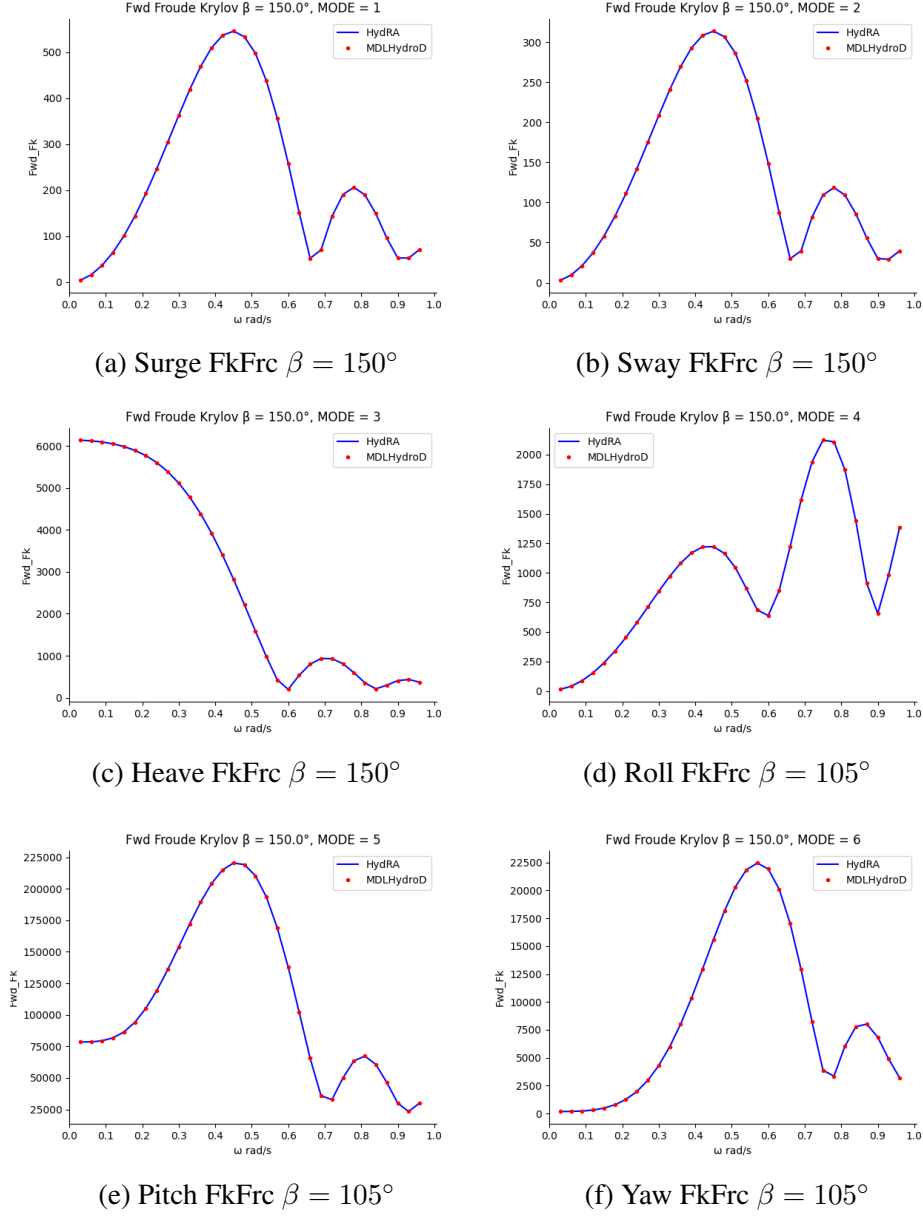 Fwd Froude Krylov β = 150.0°, MODE = 1
HydRA
MDLHydroD
500
400
300
200
100
0
Fwd_Fk
0.0 0.1 0.2 0.3 0.4 0.5 0.6 0.7 0.8 0.9 1.0
ω rad/s
(a) Surge FkFrc β = 150°
Fwd Froude Krylov β = 150.0°, MODE = 2
HydRA
MDLHydroD
300
250
200
150
100
50
0
Fwd_Fk
0.0 0.1 0.2 0.3 0.4 0.5 0.6 0.7 0.8 0.9 1.0
ω rad/s
(b) Sway FkFrc β = 150°
Fwd Froude Krylov β = 150.0°, MODE = 3
HydRA
MDLHydroD
6000
5000
4000
3000
2000
1000
0
Fwd_Fk
0.0 0.1 0.2 0.3 0.4 0.5 0.6 0.7 0.8 0.9 1.0
ω rad/s
(c) Heave FkFrc β = 150°
Fwd Froude Krylov β = 150.0°, MODE = 4
HydRA
MDLHydroD
2000
1750
1500
1250
1000
750
500
250
0
Fwd_Fk
0.0 0.1 0.2 0.3 0.4 0.5 0.6 0.7 0.8 0.9 1.0
ω rad/s
(d) Roll FkFrc β = 105°
Fwd Froude Krylov β = 150.0°, MODE = 5
HydRA
MDLHydroD
225000
200000
175000
150000
125000
100000
75000
50000
25000
Fwd_Fk
0.0 0.1 0.2 0.3 0.4 0.5 0.6 0.7 0.8 0.9 1.0
ω rad/s
(e) Pitch FkFrc β = 105°
Fwd Froude Krylov β = 150.0°, MODE = 6
HydRA
MDLHydroD
22500
20000
17500
15000
12500
10000
7500
5000
2500
0
Fwd_Fk
0.0 0.1 0.2 0.3 0.4 0.5 0.6 0.7 0.8 0.9 1.0
ω rad/s
(f) Yaw FkFrc β = 105°